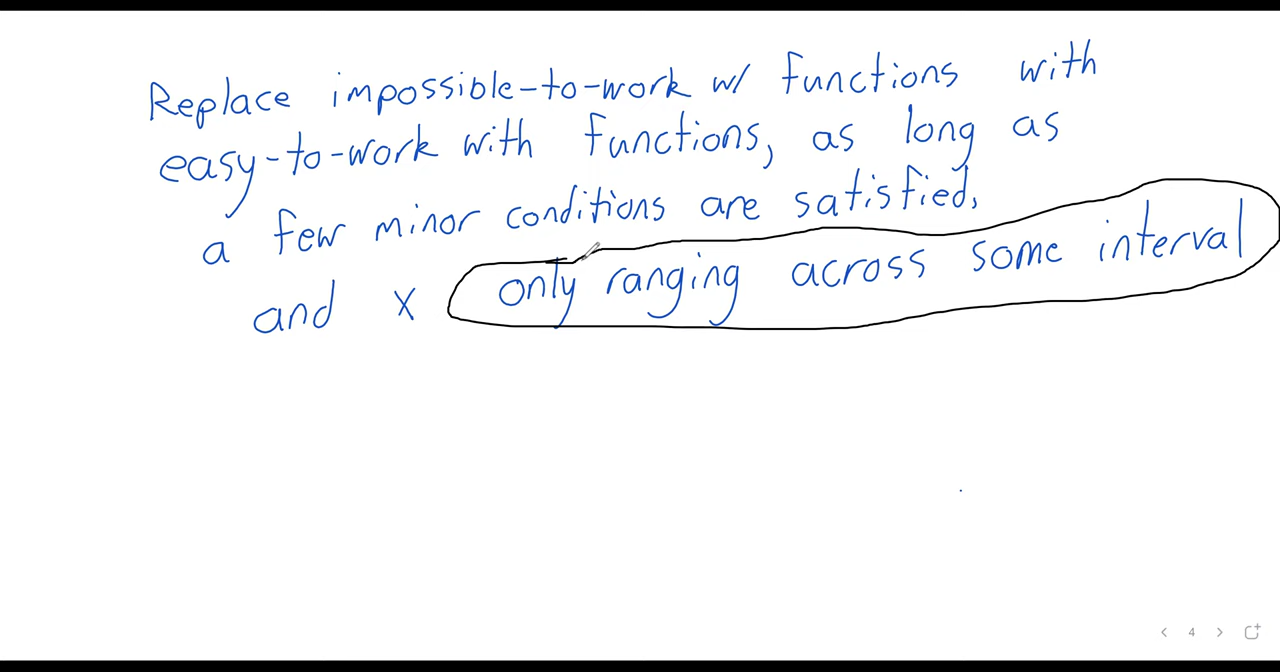 Replace impossible-to-work w/ functions with
easy-to-work with functions, as long as
a few minor conditions are satisfied,
and x only ranging across some interval
4